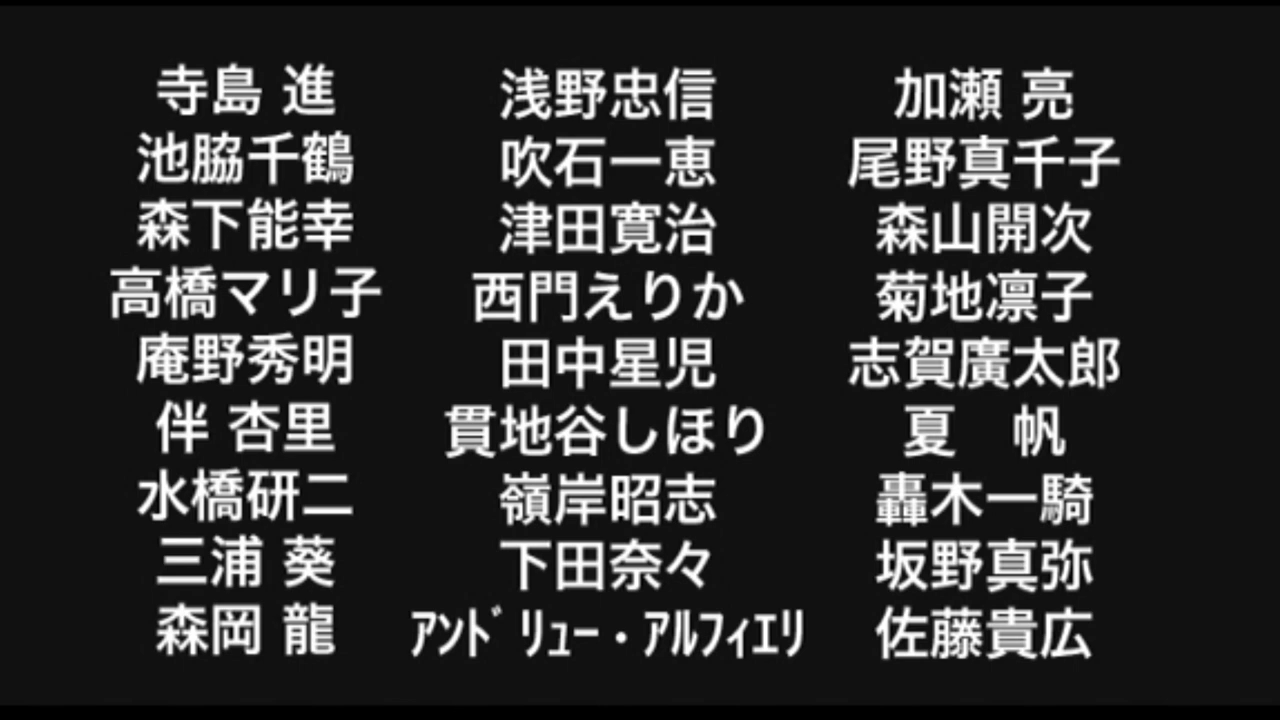 寺島 進 浅野忠信 加瀬 亮
池脇千鶴 吹石一恵 尾野真千子
森下能幸 津田寛治 森山開次
高橋マリ子 西門えりか 菊地凛子
庵野秀明 田中星児 志賀廣太郎
伴 杏里 貫地谷しほり 夏 帆
水橋研二 嶺岸昭志 轟木一騎
三浦 葵 下田奈々 坂野真弥
森岡 龍 ｱﾝﾄﾞﾘｭｰ・ｱﾙﾌｨｴﾘ 佐藤貴広